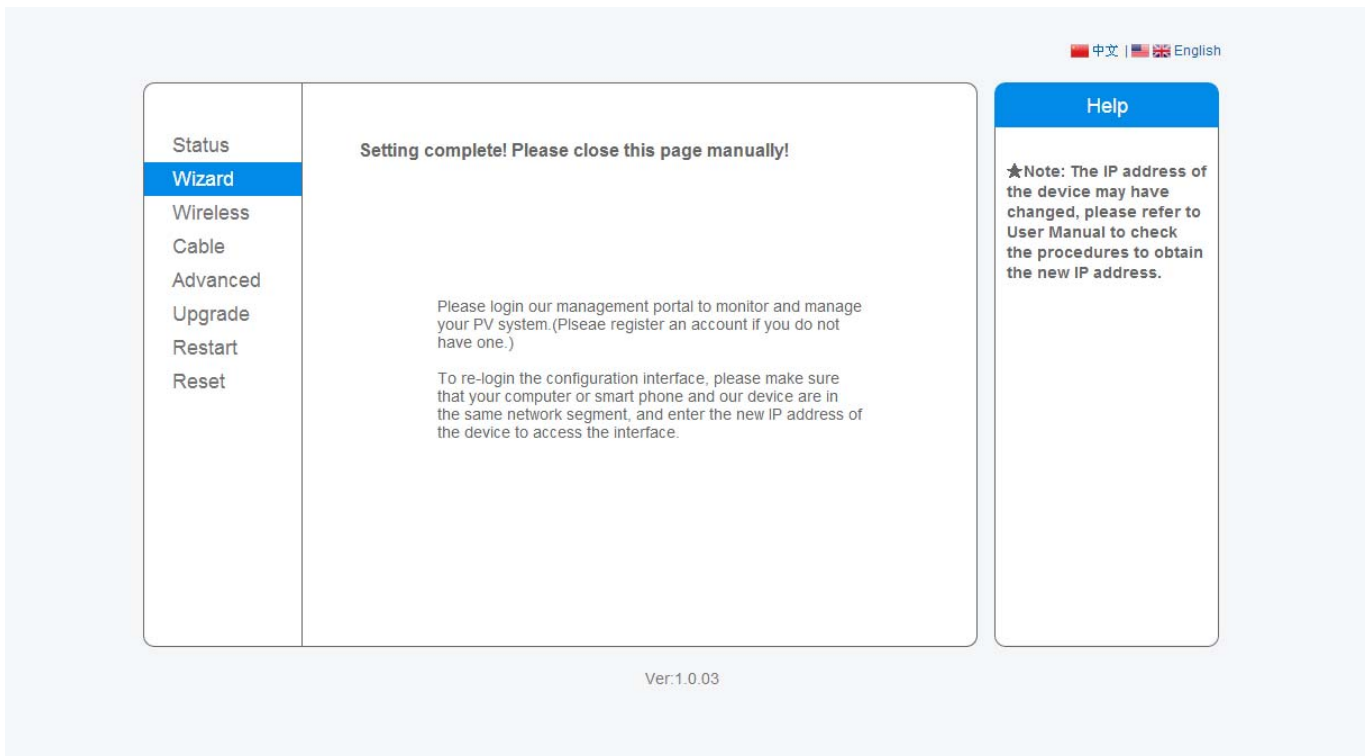 中文 | English
Status
Wizard
Wireless
Cable
Advanced
Upgrade
Restart
Reset
Setting complete! Please close this page manually!
Please login our management portal to monitor and manage
your PV system.(Plseae register an account if you do not
have one.)
To re-login the configuration interface, please make sure
that your computer or smart phone and our device are in
the same network segment, and enter the new IP address of
the device to access the interface.
Help
★Note: The IP address of
the device may have
changed, please refer to
User Manual to check
the procedures to obtain
the new IP address.
Ver:1.0.03